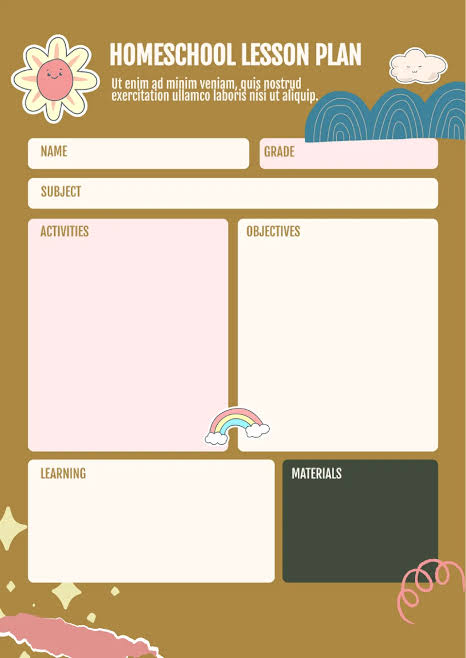 HOMESCHOOL LESSON PLAN
Ut enim ad minim veniam, quis nostrud
exercitation ullamco laboris nisi ut aliquip.
NAME
GRADE
SUBJECT
ACTIVITIES
OBJECTIVES
LEARNING
MATERIALS